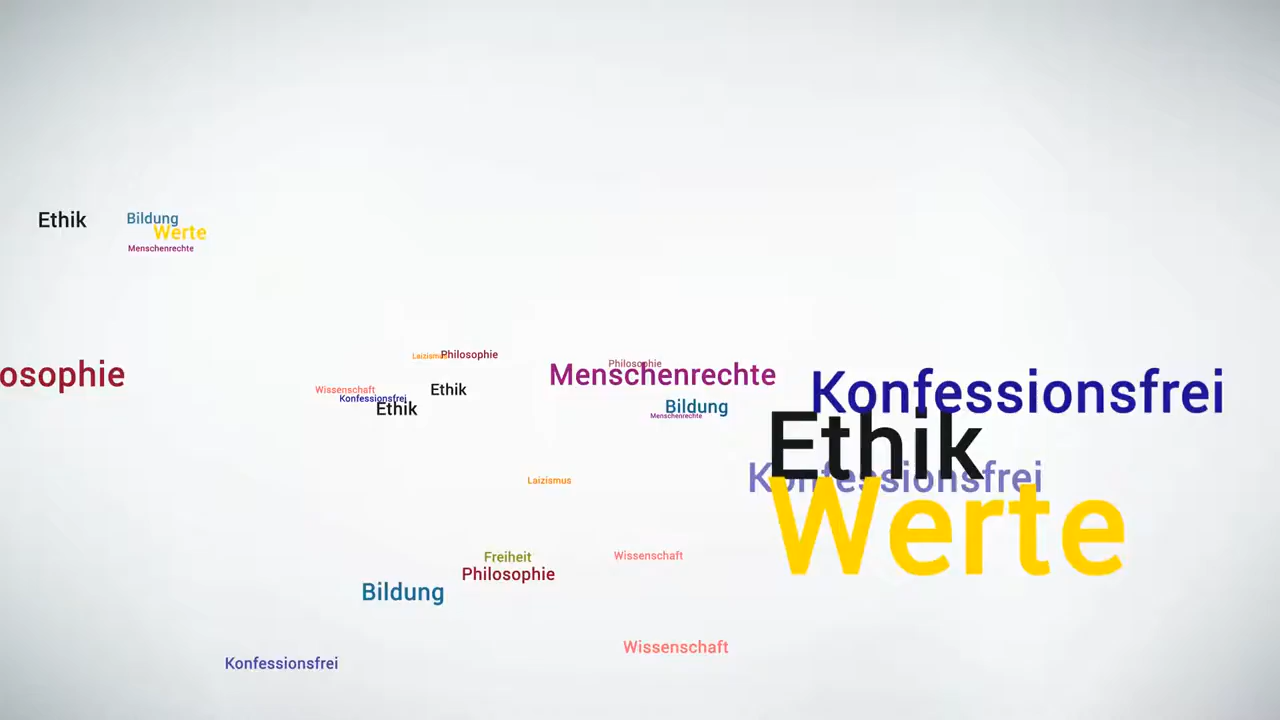 Ethik
Bildung
Werte
Menschenrechte
Laizismus
Philosophie
Philosophie
osophie
Menschenrechte
Wissenschaft
Ethik
Konfessionsfrei
Ethik
Bildung
Menschenrechte
Konfessionsfrei
Ethik
Konfessionsfrei
Laizismus
Werte
Freiheit
Wissenschaft
Philosophie
Bildung
Wissenschaft
Konfessionsfrei